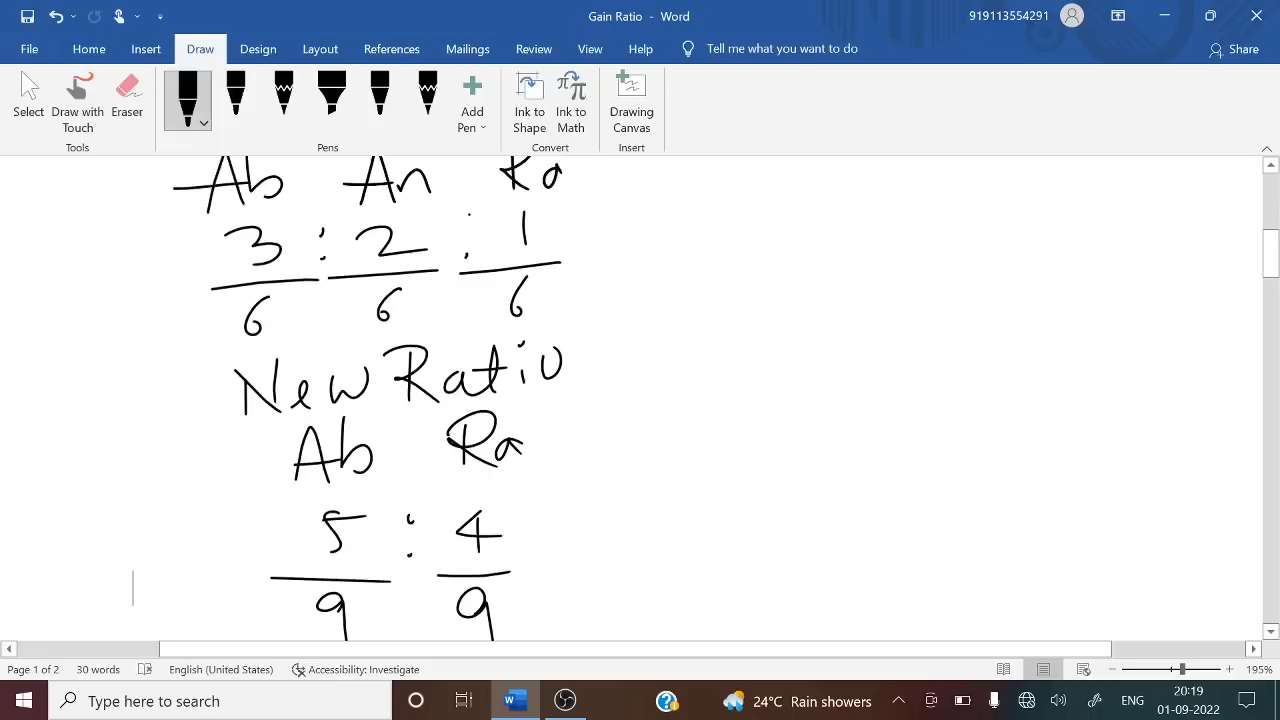 Gain Ratio - Word
919113554291
File Home Insert Draw Design Layout References Mailings Review View Help Tell me what you want to do Share
Select Draw with Touch Eraser Add Pen Ink to Shape Ink to Math Drawing Canvas
Tools Pens Convert Insert
Ab An Ra
3 : 2 : 1
6 6 6
New Ratio
Ab Ra
5 : 4
9 9
Page 1 of 2 30 words English (United States) Accessibility: Investigate 195%
Type here to search W 24°C Rain showers ENG 20:19
01-09-2022